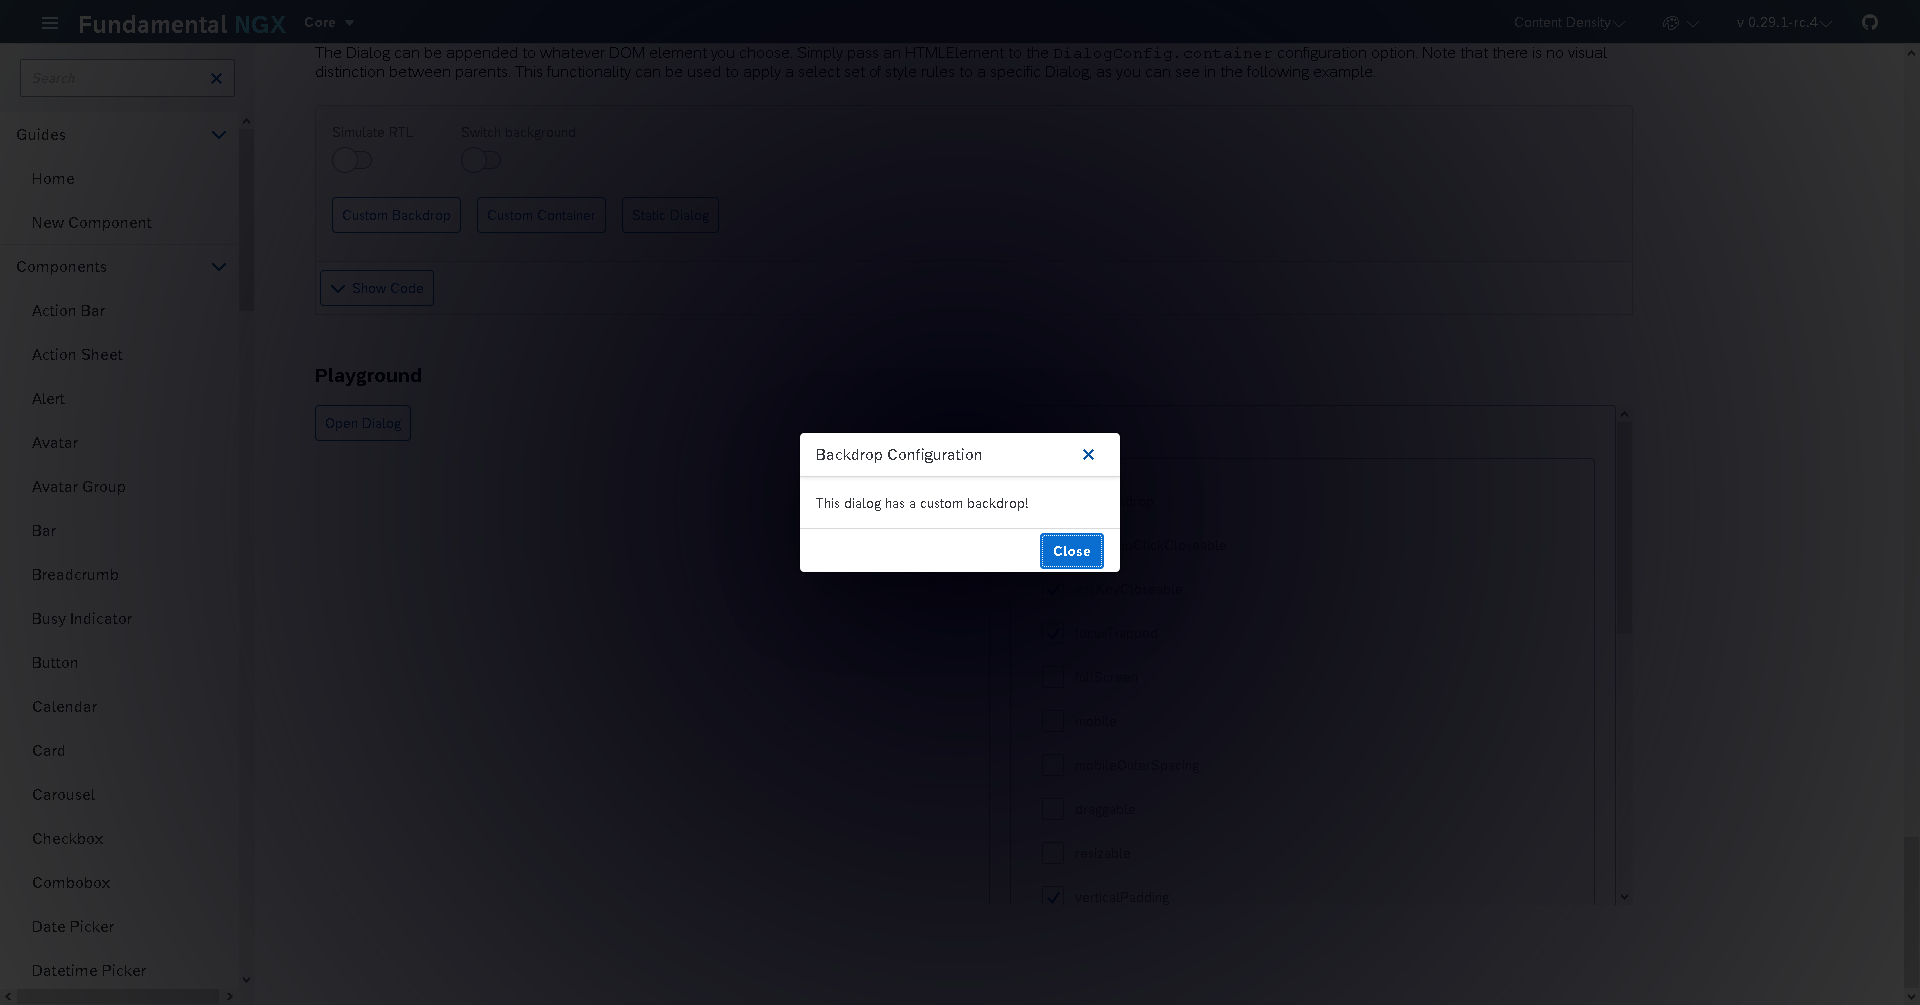 Fundamental NGX Core Content Density v 0.29.1-rc.4
The Dialog can be appended to whatever DOM element you choose. Simply pass an HTMLElement to the DialogConfig.container configuration option. Note that there is no visual
distinction between parents. This functionality can be used to apply a select set of style rules to a specific Dialog, as you can see in the following example.
Search
Guides
Home
New Component
Components
Action Bar
Action Sheet
Alert
Avatar
Avatar Group
Bar
Breadcrumb
Busy Indicator
Button
Calendar
Card
Carousel
Checkbox
Combobox
Date Picker
Datetime Picker
Simulate RTL Switch background
Custom Backdrop Custom Container Static Dialog
Show Code
Playground
Open Dialog
Backdrop Configuration
This dialog has a custom backdrop!
Close
focusTrapped
fullScreen
mobile
mobileOuterSpacing
draggable
resizable
verticalPadding